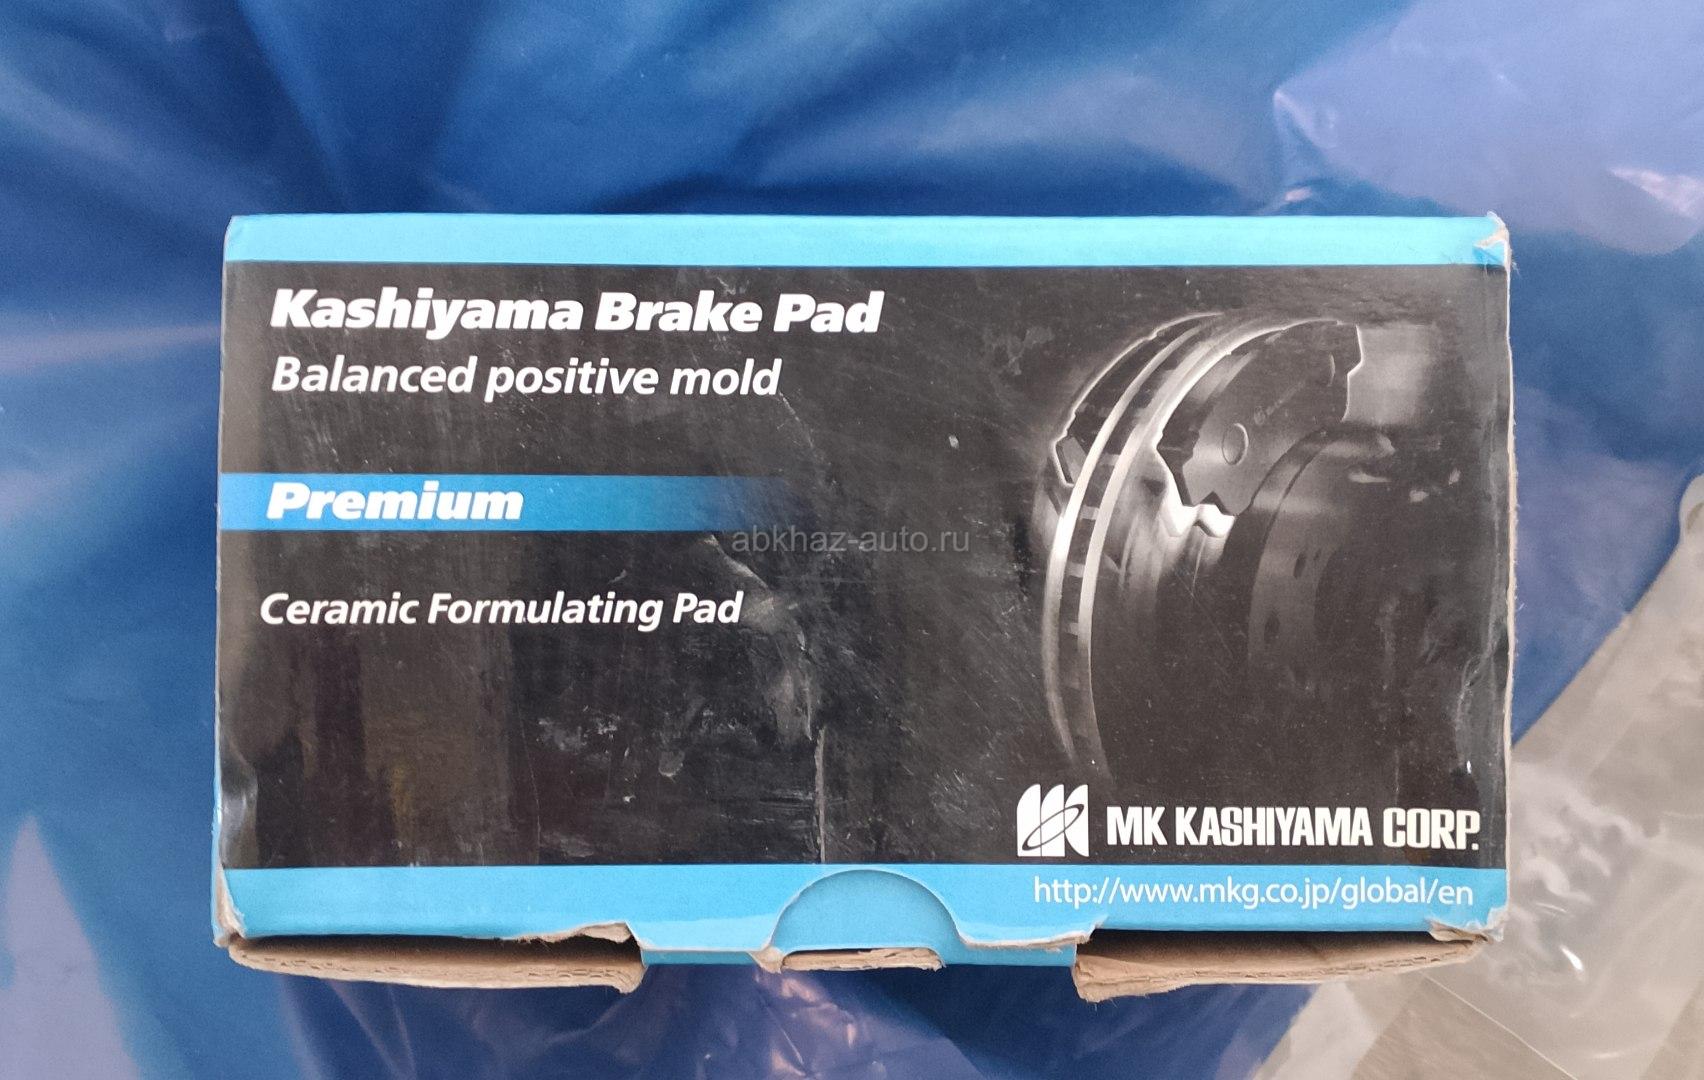 Kashiyama Brake Pad
Balanced positive mold
Premium
abkhaz-auto.ru
Ceramic Formulating Pad
MK KASHIYAMA CORP.
http://www.mkg.co.jp/global/en